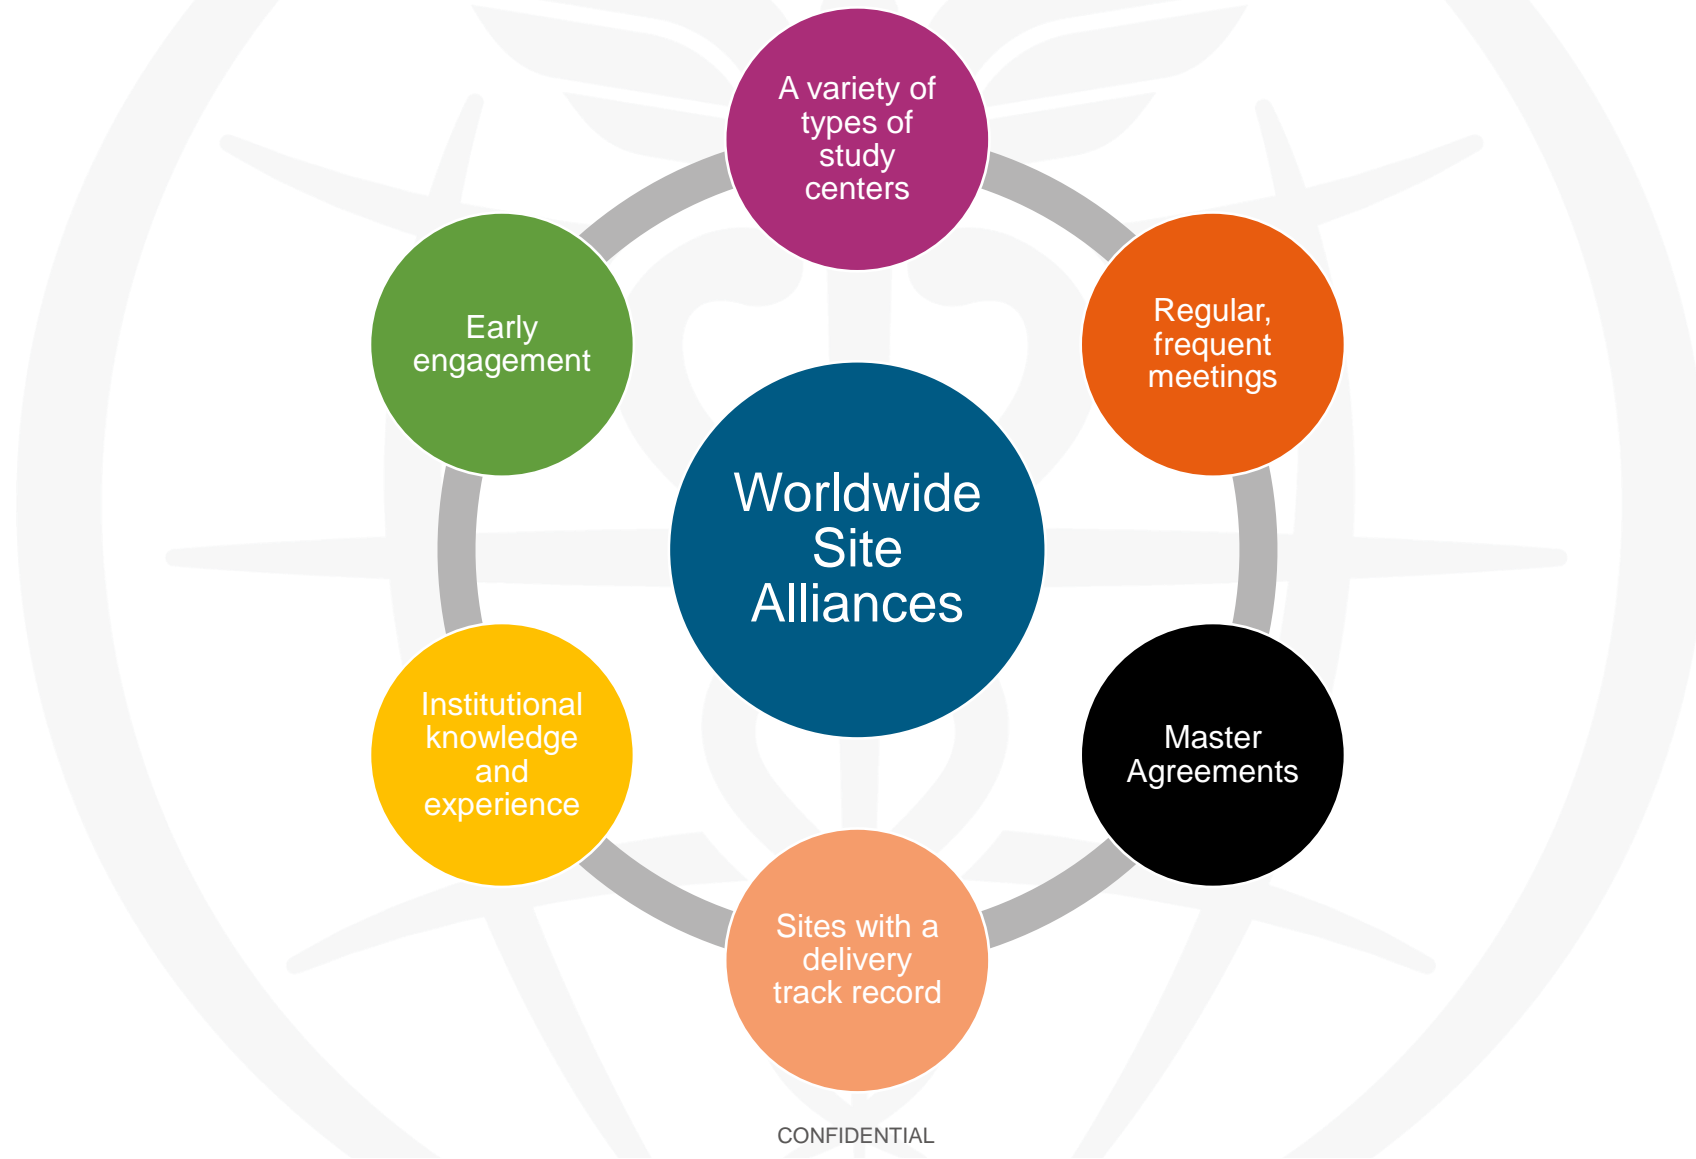 A variety of
types of
study
centers
Regular,
frequent
meetings
Master
Agreements
Sites with a
delivery
track record
Institutional
knowledge
and
experience
Early
engagement
Worldwide
Site
Alliances
CONFIDENTIAL